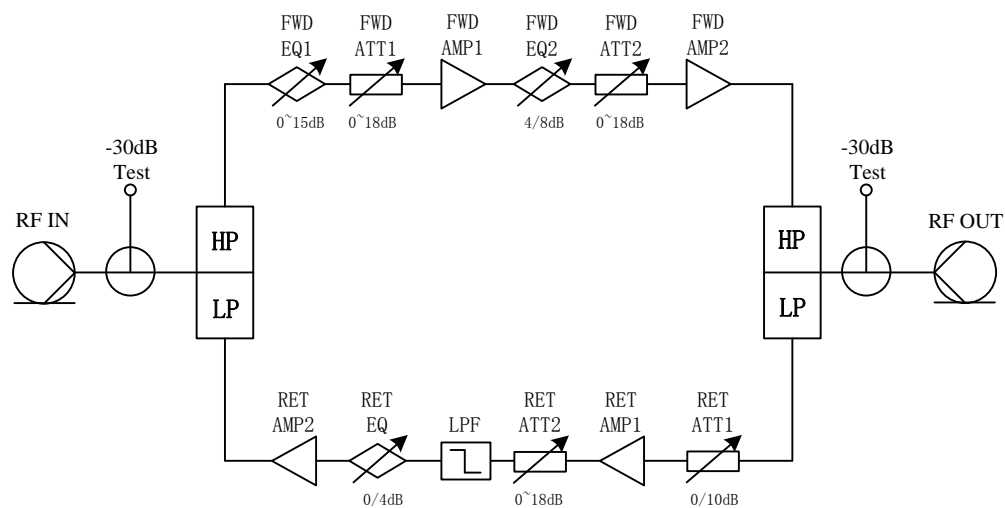 FWD EQ1
FWD ATT1
FWD AMP1
FWD EQ2
FWD ATT2
FWD AMP2
0~15dB
0~18dB
4/8dB
0~18dB
-30dB Test
-30dB Test
RF IN
HP
LP
HP
LP
RF OUT
RET AMP2
RET EQ
LPF
RET ATT2
RET AMP1
RET ATT1
0/4dB
0~18dB
0/10dB